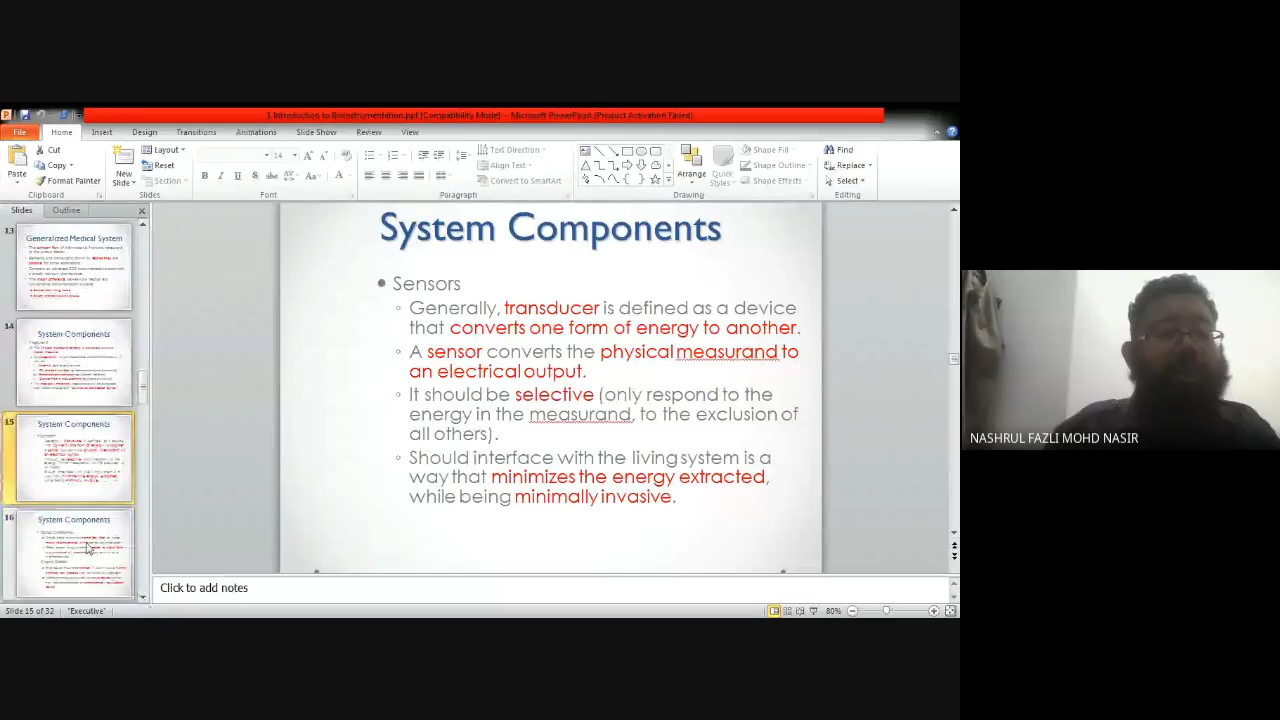 1 Introduction to Bioinstrumentation.ppt [Compatibility Mode] - Microsoft PowerPoint (Product Activation Failed)
File Home Insert Design Transitions Animations Slide Show Review View
Cut
Copy
Format Painter
Paste
Clipboard
New
Slide
Layout
Reset
Section
Slides
14
B I U S abc AV Aa A
Font
Text Direction
Align Text
Convert to SmartArt
Paragraph
Arrange
Quick
Styles
Shape Fill
Shape Outline
Shape Effects
Drawing
Find
Replace
Select
Editing
Slides Outline
13
Generalized Medical System
14
System Components
15
System Components
16
System Components
System Components
• Sensors
◦ Generally, transducer is defined as a device
that converts one form of energy to another.
◦ A sensor converts the physical measurand to
an electrical output.
◦ It should be selective (only respond to the
energy in the measurand, to the exclusion of
all others).
◦ Should interface with the living system is a
way that minimizes the energy extracted,
while being minimally invasive.
Click to add notes
Slide 15 of 32 "Executive" 80%
NASHRUL FAZLI MOHD NASIR